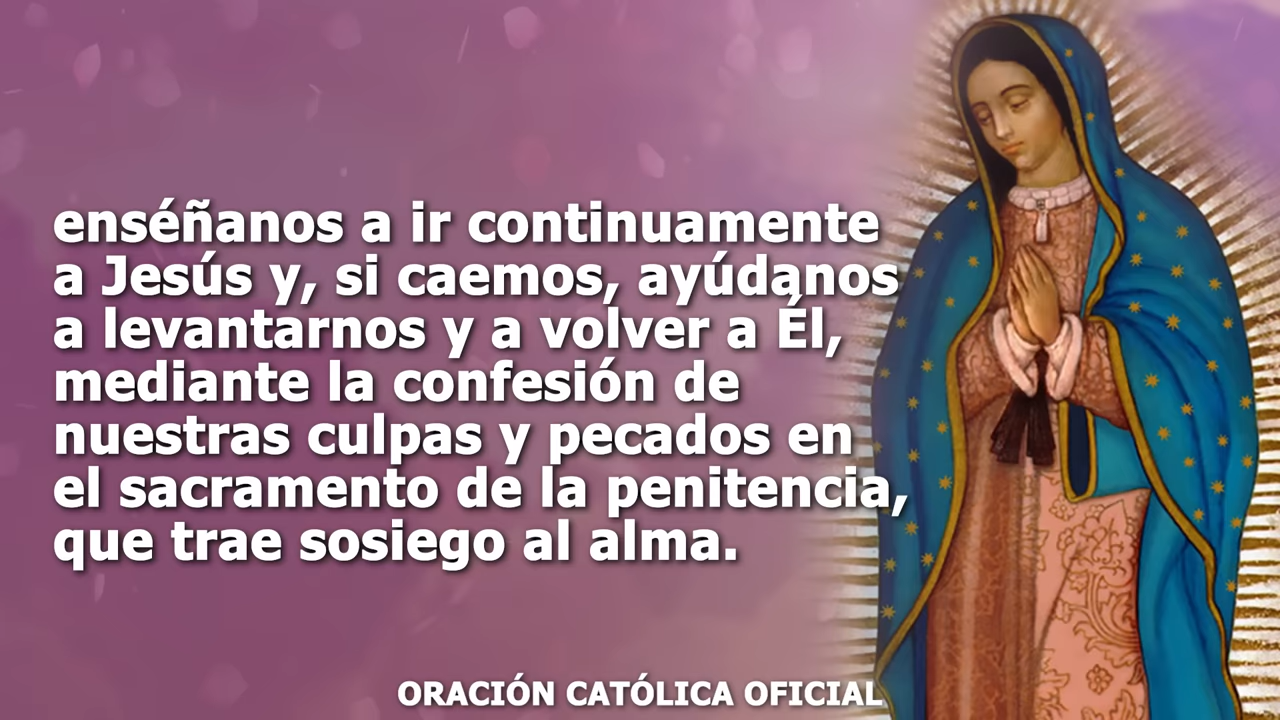 enséñanos a ir continuamente
a Jesús y, si caemos, ayúdanos
a levantarnos y a volver a Él,
mediante la confesión de
nuestras culpas y pecados en
el sacramento de la penitencia,
que trae sosiego al alma.
ORACIÓN CATÓLICA OFICIAL